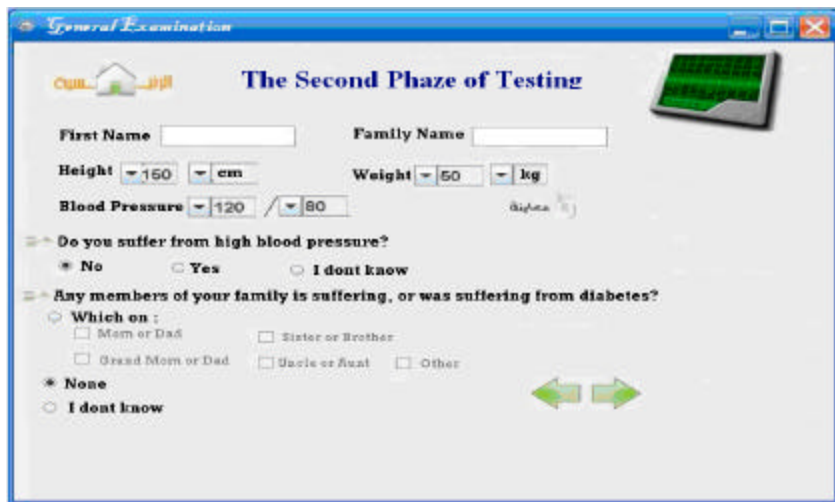 General Examination
The Second Phaze of Testing
First Name
Family Name
Height 160 cm
Weight 50 kg
Blood Pressure 120 / 80
Do you suffer from high blood pressure?
No Yes I dont know
Any members of your family is suffering, or was suffering from diabetes?
Which on :
Mom or Dad Sister or Brother
Grand Mom or Dad Uncle or Aunt Other
None
I dont know